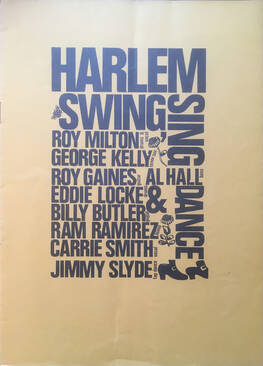 HARLEM
SWING'
SING
& DANCE
ROY MILTON
GEORGE KELLY
ROY GAINES
AL HALL
EDDIE LOCKE
BILLY BUTLER
RAM RAMIREZ
CARRIE SMITH
JIMMY SLYDE